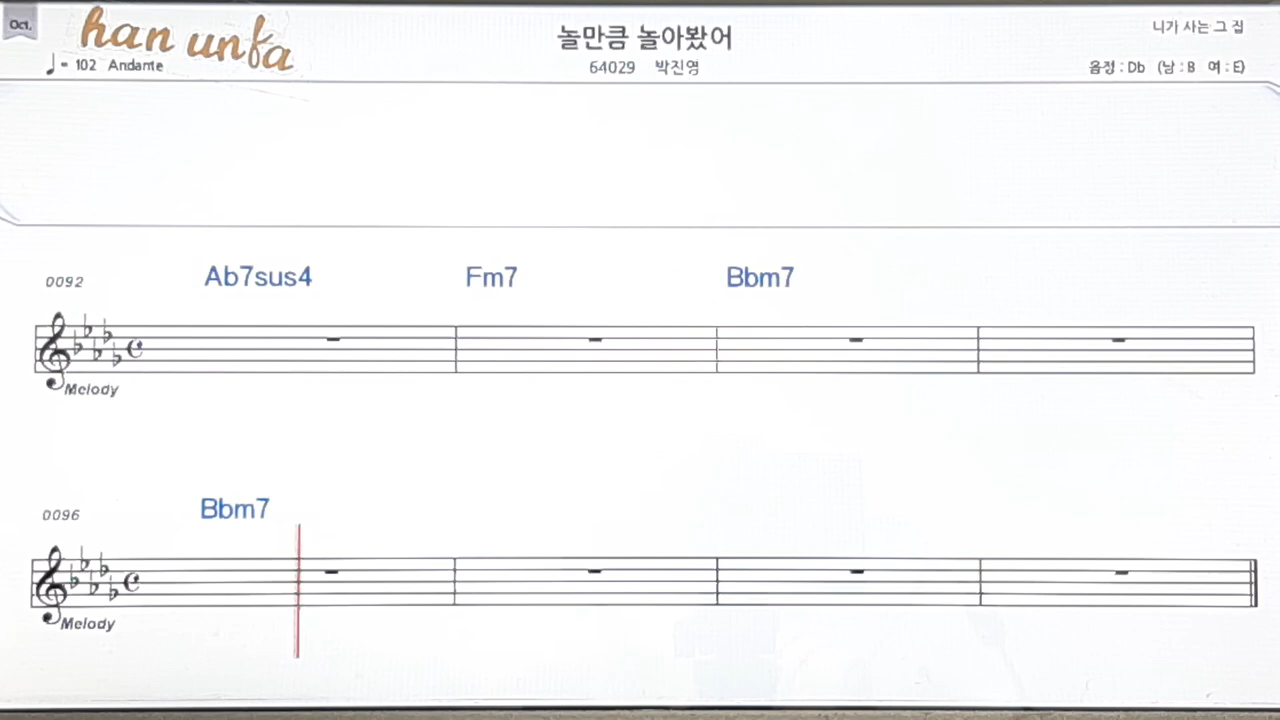 Oct.
han unfa
놀만큼 놀아봤어
니가 사는 그 집
♩= 102 Andante
64029 박진영
음정 : Db (남 : B 여 : E)
0092
Ab7sus4 Fm7 Bbm7
Melody
0096
Bbm7
Melody